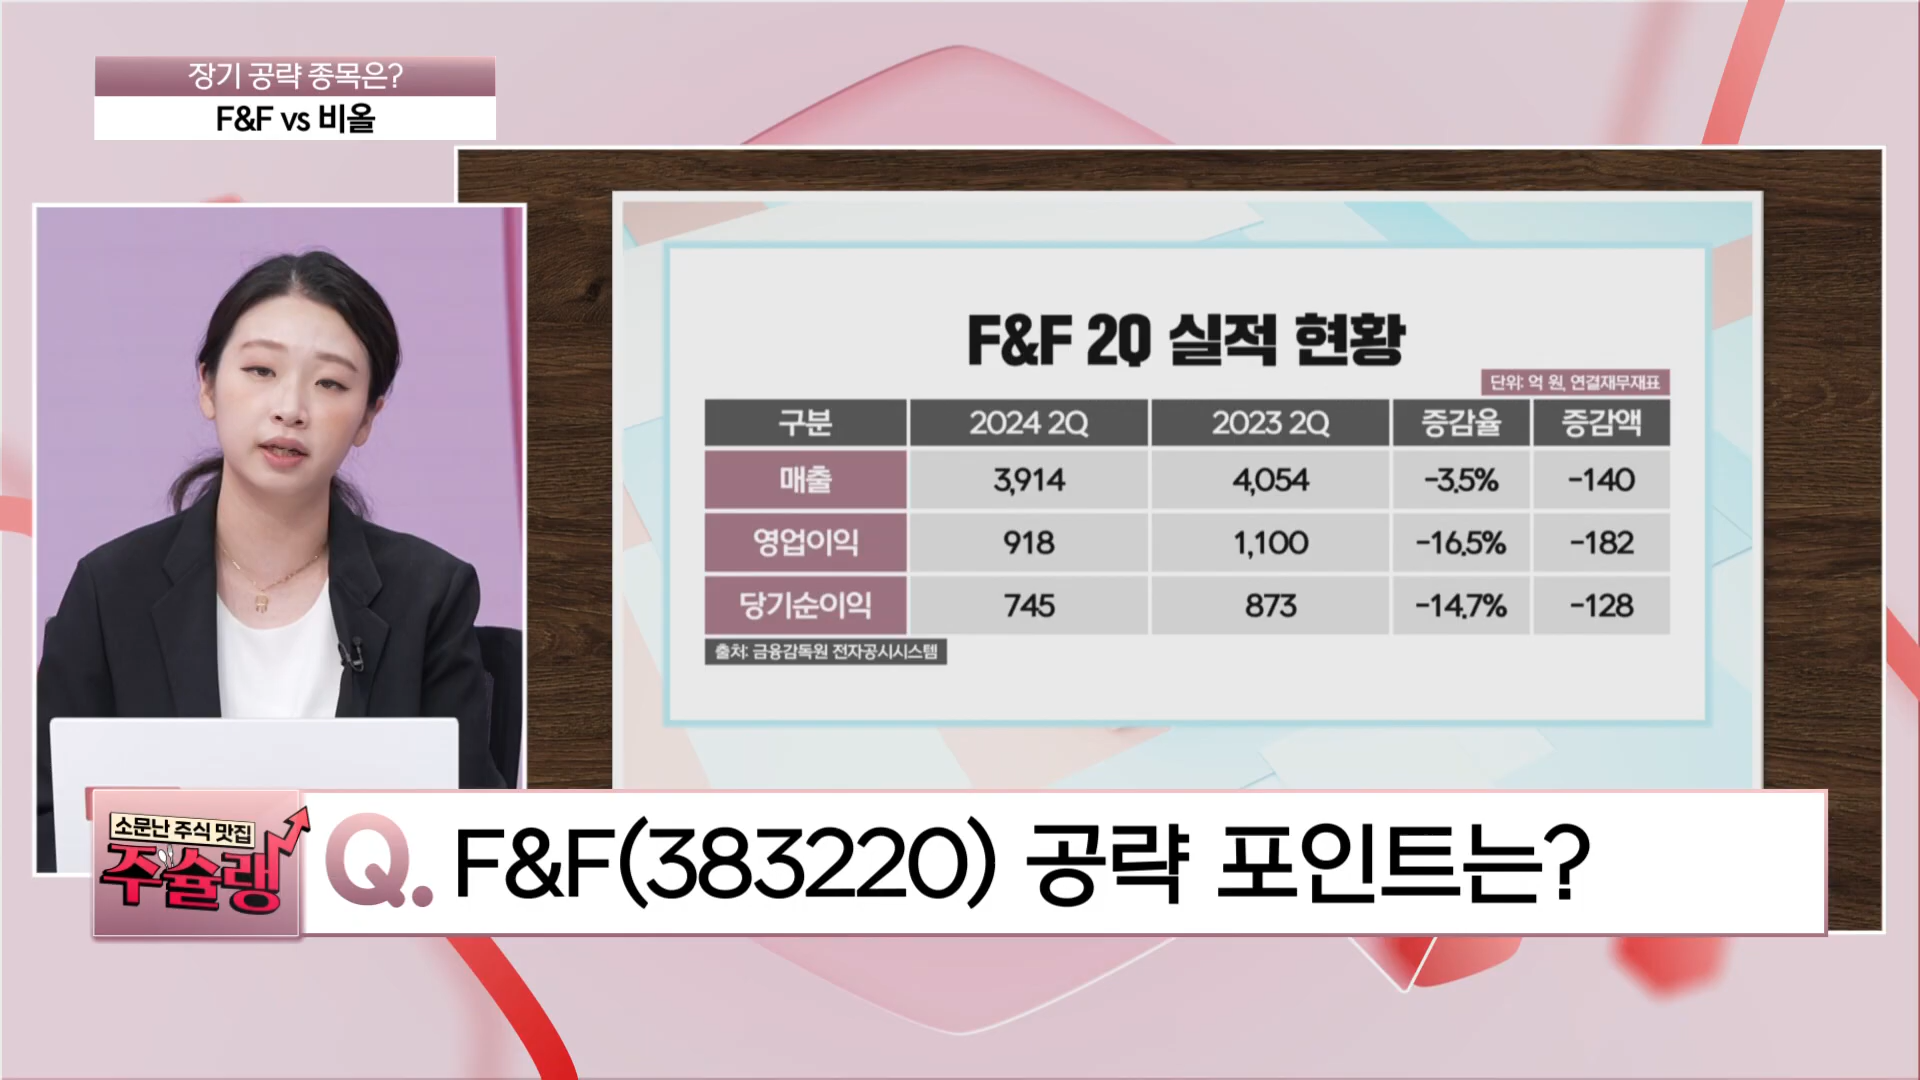 장기 공략 종목은?
F&F vs 비올
F&F 2Q 실적 현황
단위: 억 원, 연결재무재표
구분 2024 2Q 2023 2Q 증감율 증감액
매출 3,914 4,054 -3.5% -140
영업이익 918 1,100 -16.5% -182
당기순이익 745 873 -14.7% -128
출처: 금융감독원 전자공시시스템
소문난 주식 맛집
주슐랭
Q. F&F(383220) 공략 포인트는?